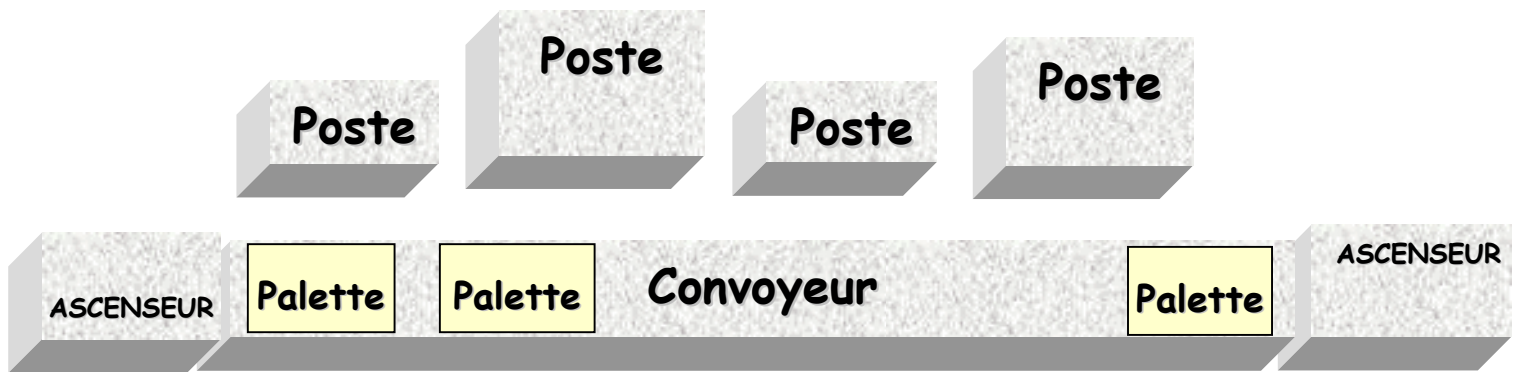 Poste
Poste
Poste
Poste
ASCENSEUR
Palette
Palette
Convoyeur
Palette
ASCENSEUR